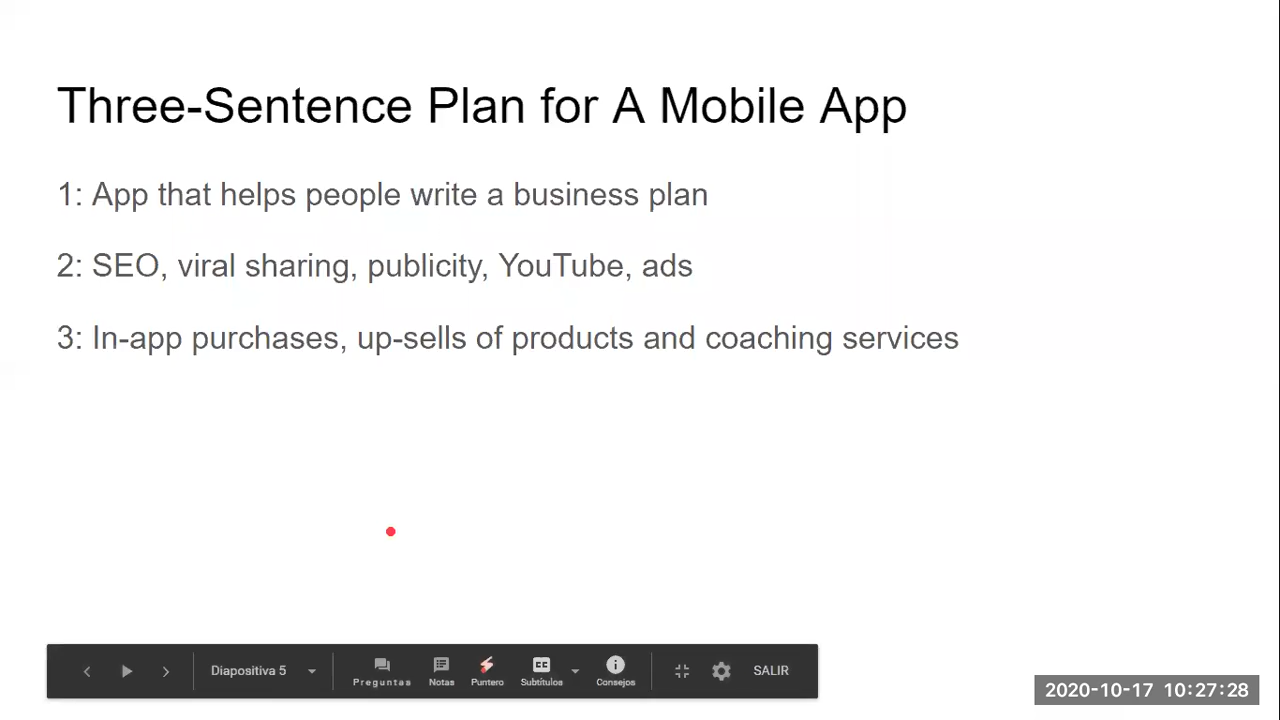 Three-Sentence Plan for A Mobile App
1: App that helps people write a business plan
2: SEO, viral sharing, publicity, YouTube, ads
3: In-app purchases, up-sells of products and coaching services
Diapositiva 5
Preguntas
Notas
Puntero
CC
Subtítulos
Consejos
SALIR
2020-10-17 10:27:28